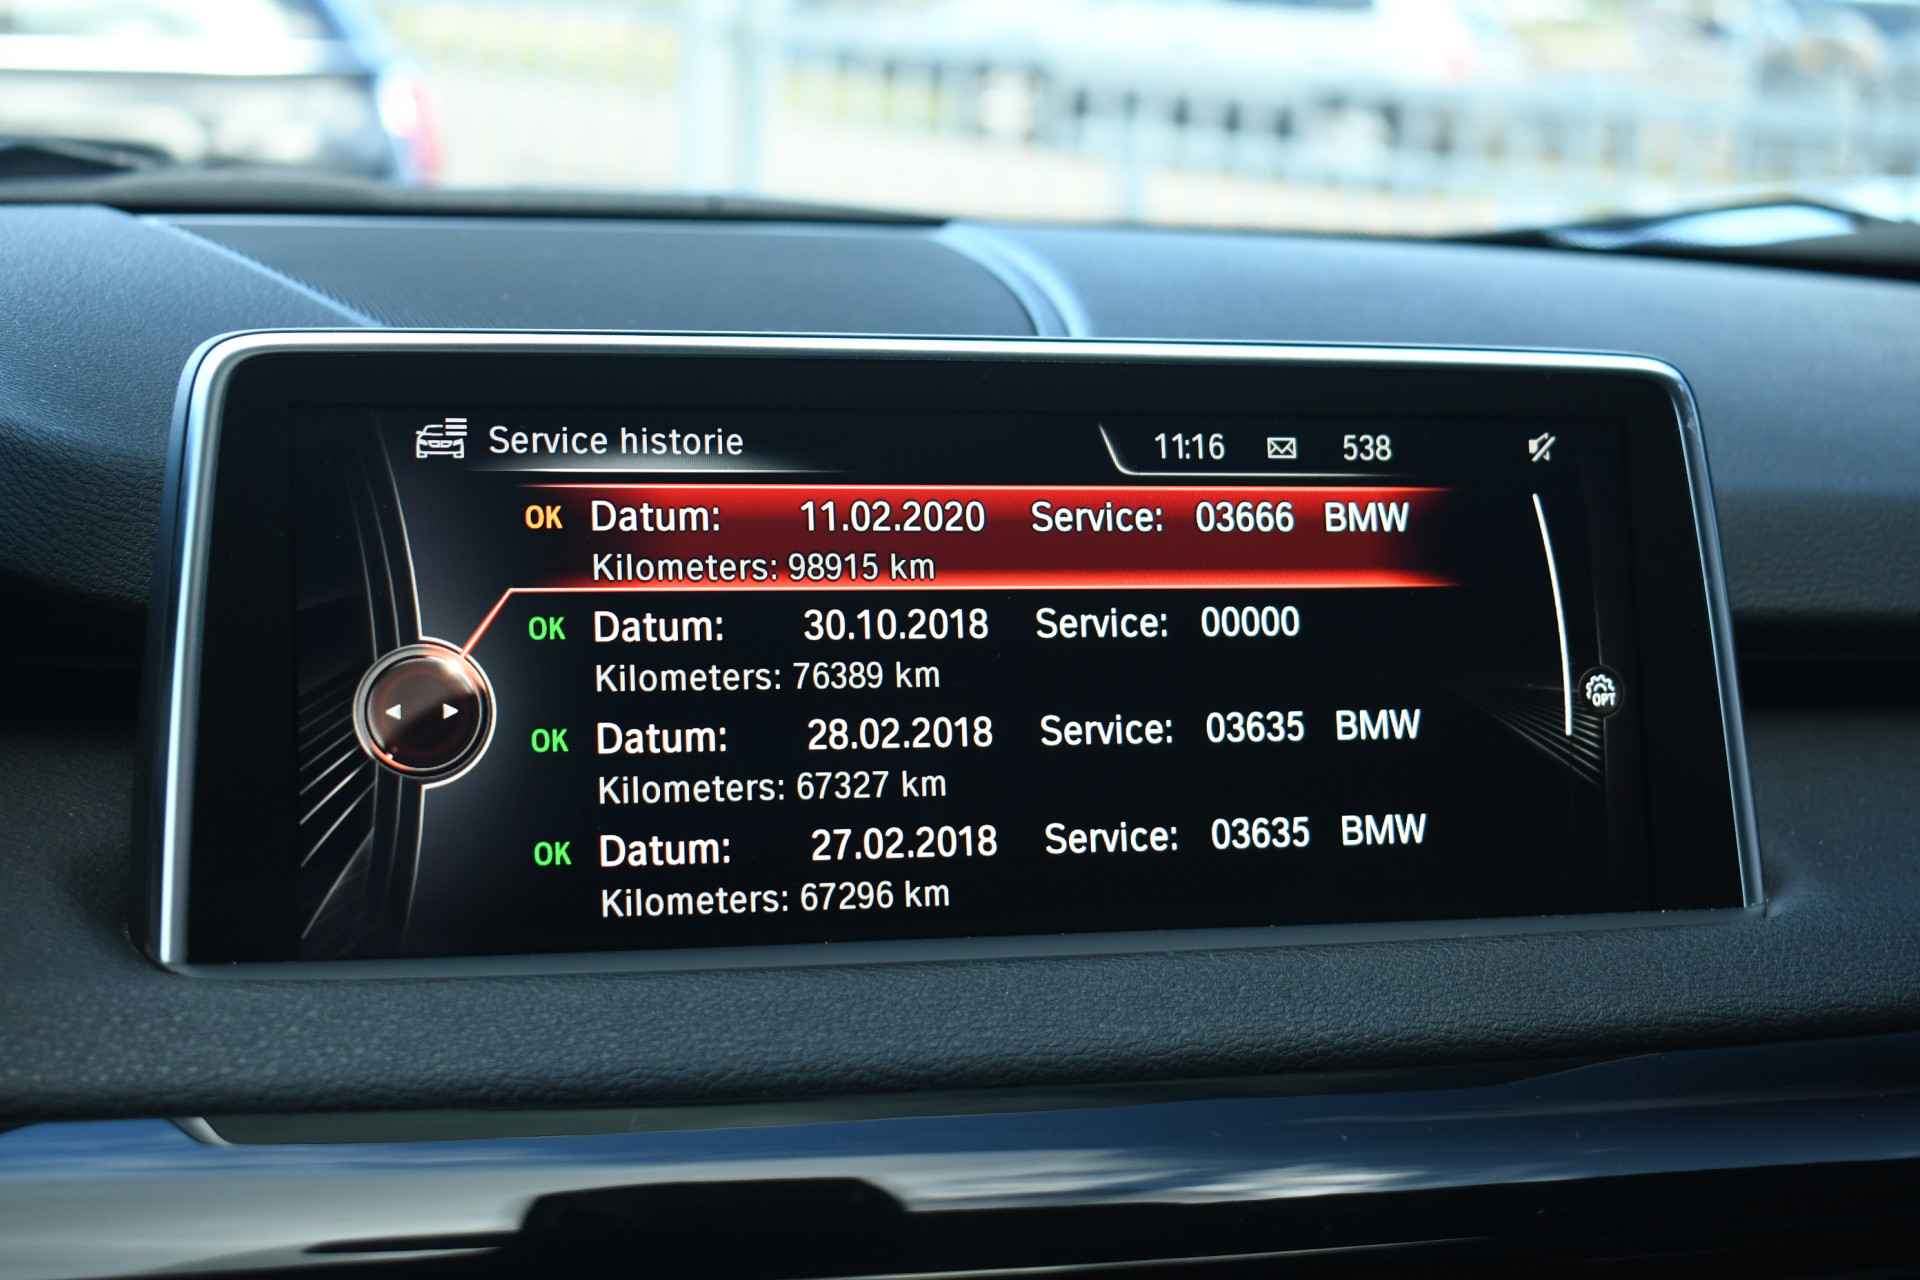 Service historie 11:16 538
OK Datum: 11.02.2020 Service: 03666 BMW
Kilometers: 98915 km
OK Datum: 30.10.2018 Service: 00000
Kilometers: 76389 km
OK Datum: 28.02.2018 Service: 03635 BMW
Kilometers: 67327 km
OK Datum: 27.02.2018 Service: 03635 BMW
Kilometers: 67296 km
OPT